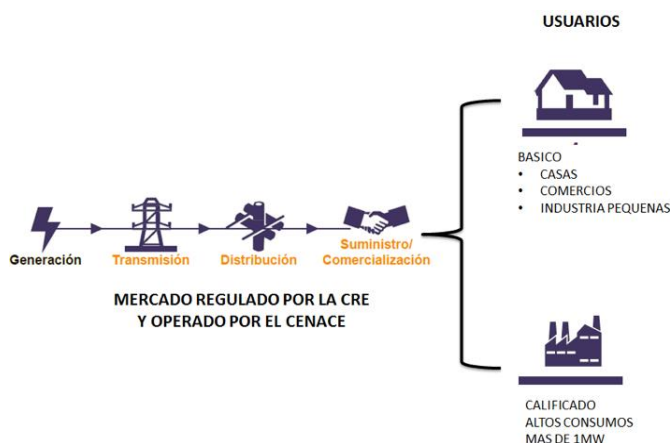 USUARIOS
BASICO
• CASAS
• COMERCIOS
• INDUSTRIA PEQUENAS
Generación
Transmisión
Distribución
Suministro/
Comercialización
MERCADO REGULADO POR LA CRE
Y OPERADO POR EL CENACE
CALIFICADO
ALTOS CONSUMOS
MAS DE 1MW